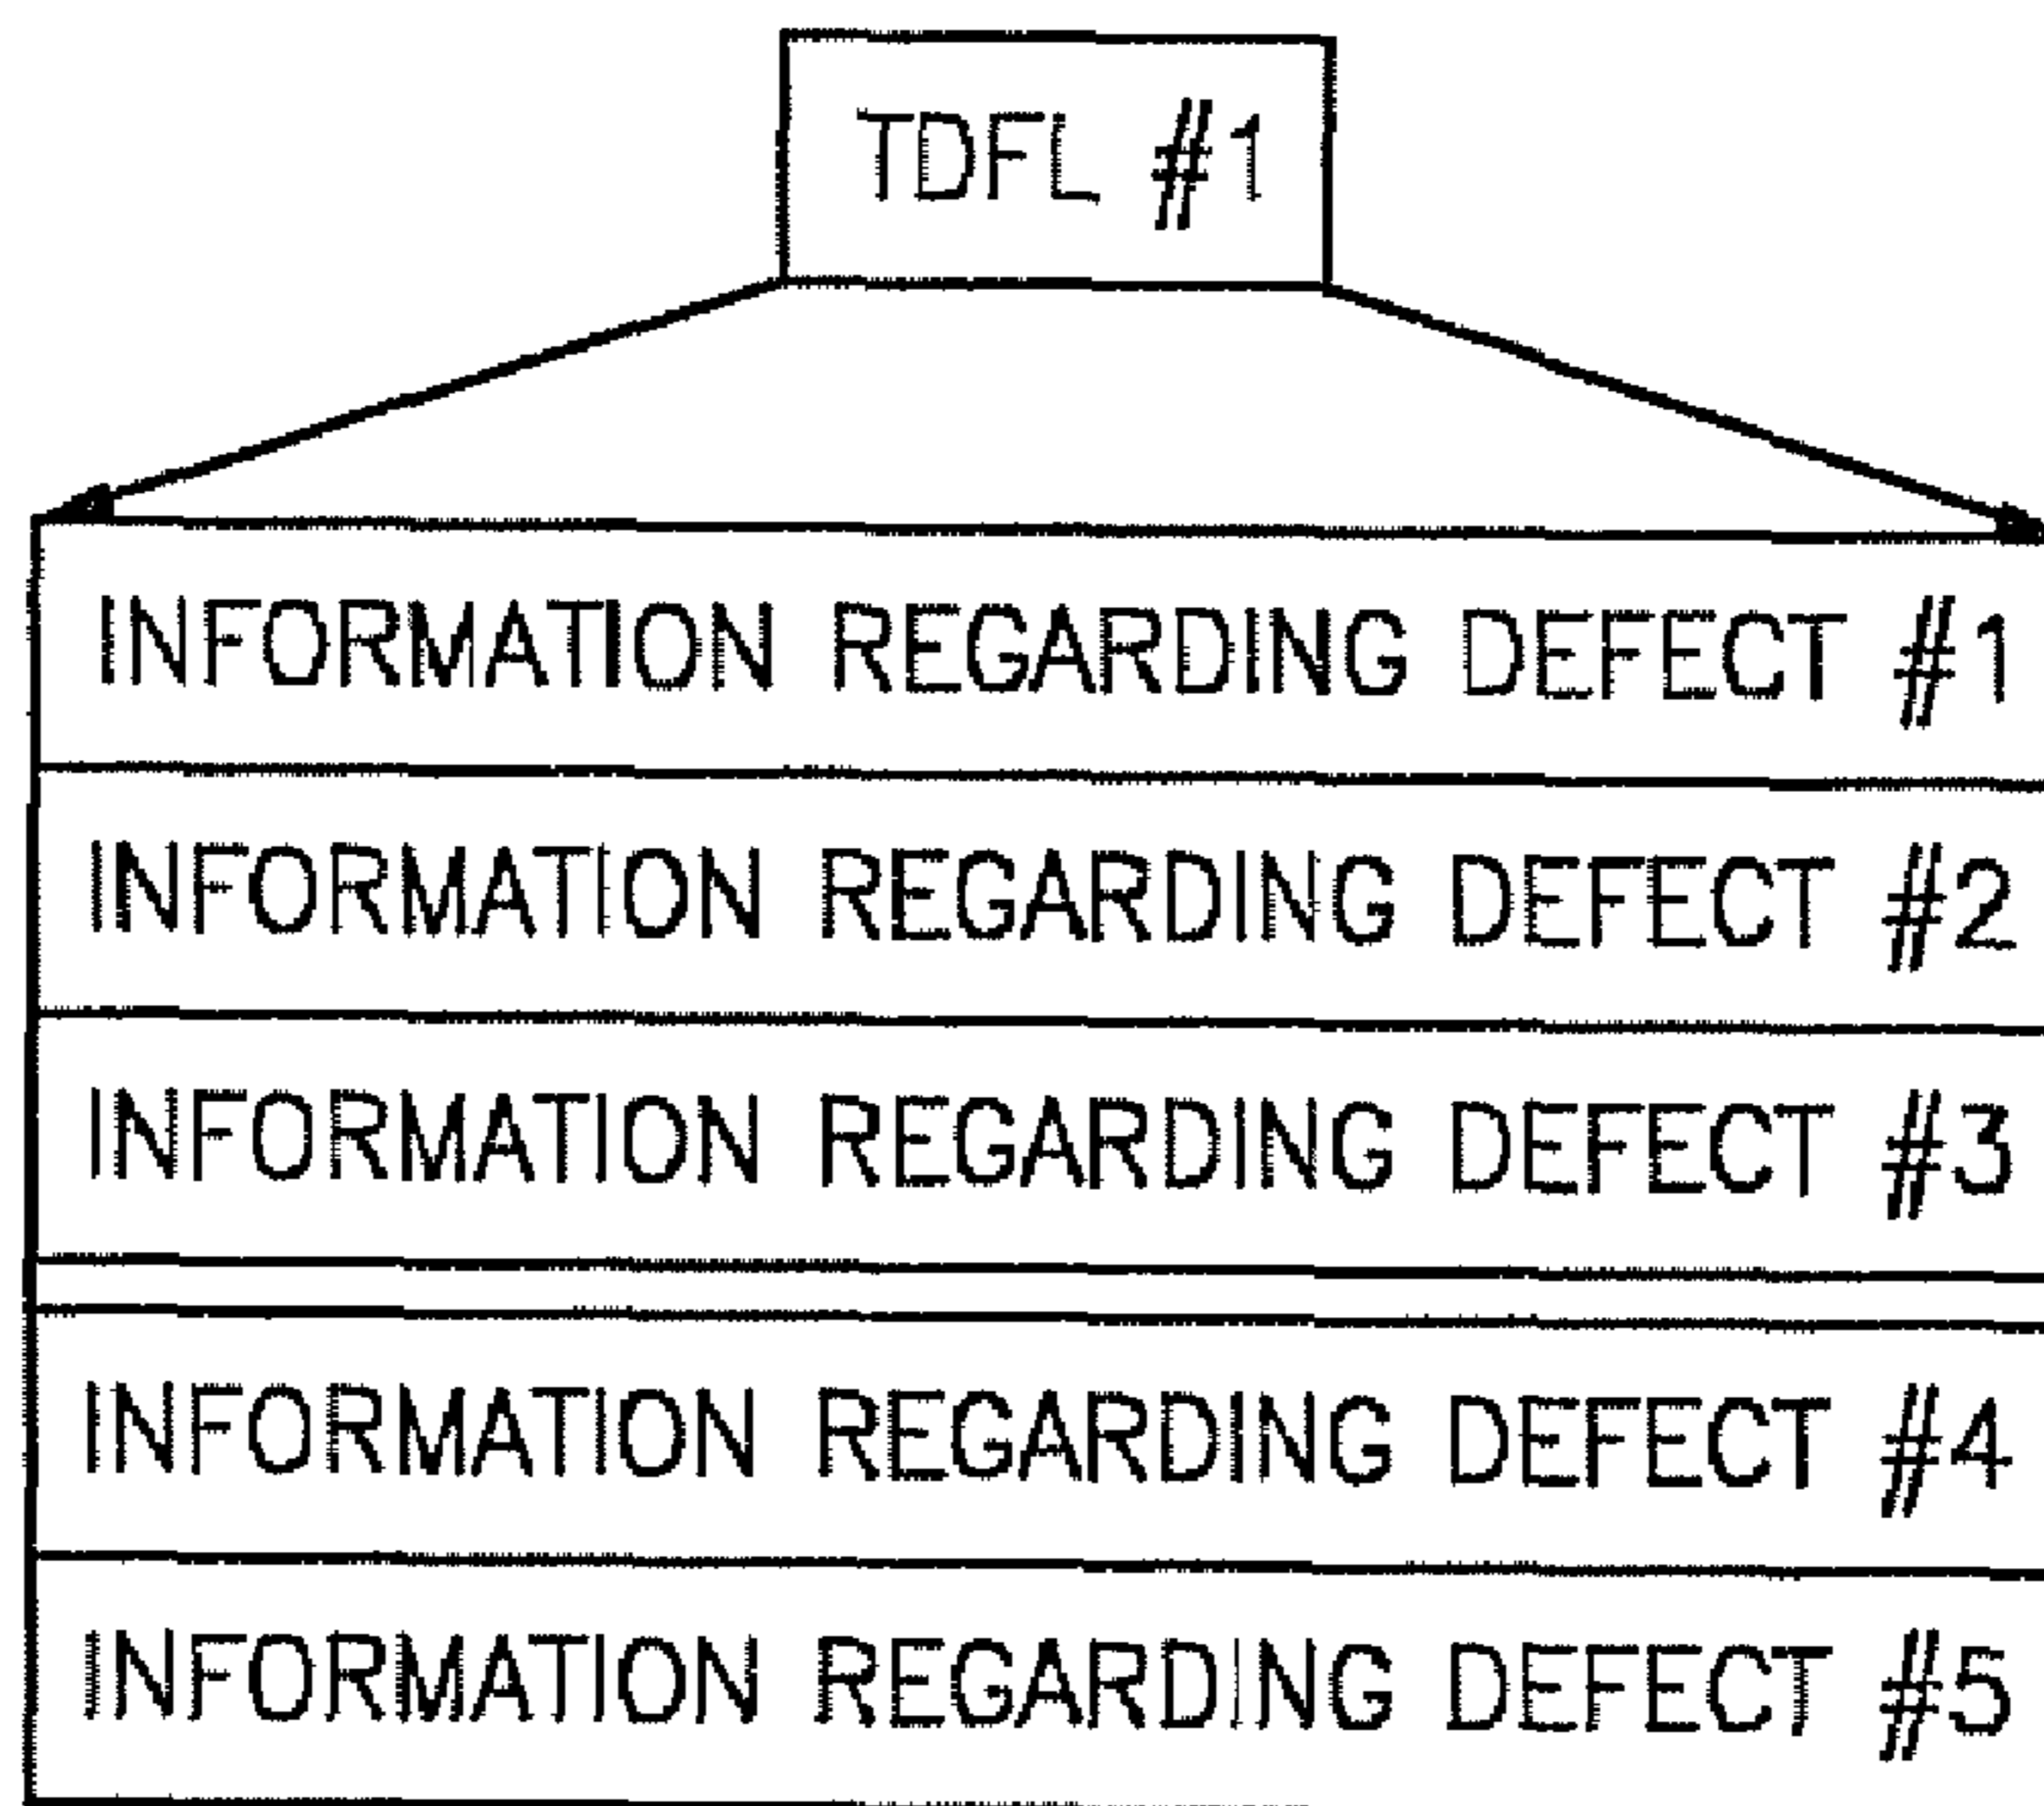 TDFL #1
INFORMATION REGARDING DEFECT #1
INFORMATION REGARDING DEFECT #2
INFORMATION REGARDING DEFECT #3
INFORMATION REGARDING DEFECT #4
INFORMATION REGARDING DEFECT #5